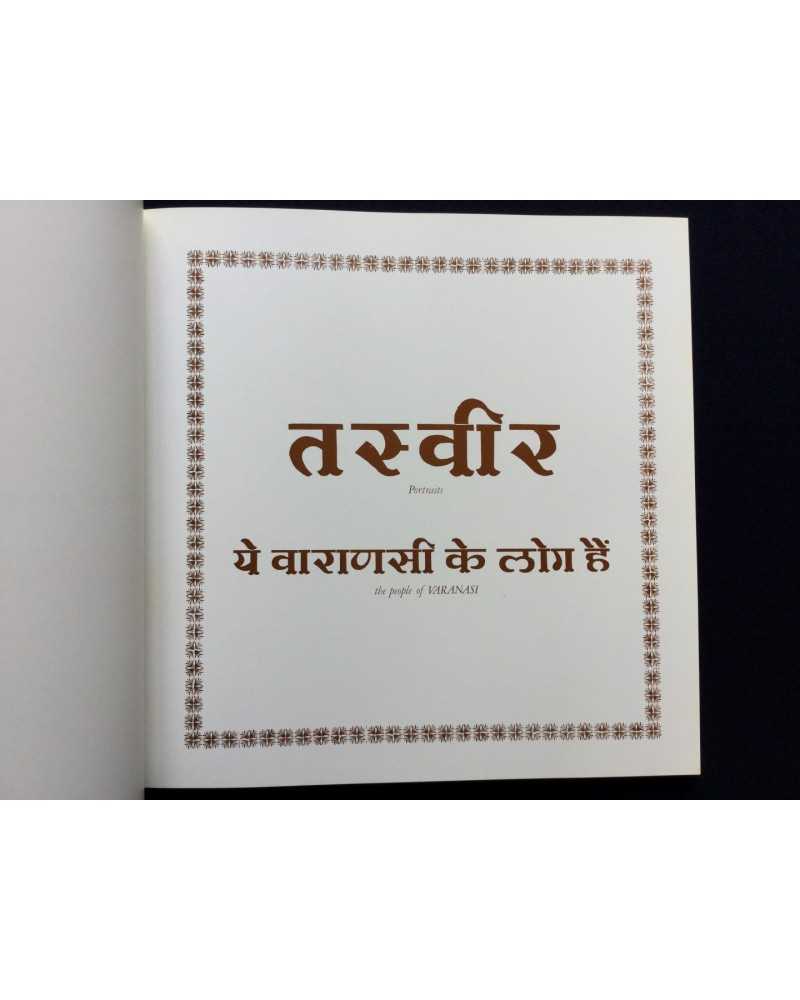 तस्वीर
Portraits
ये वाराणसी के लोग हैं
the people of VARANASI